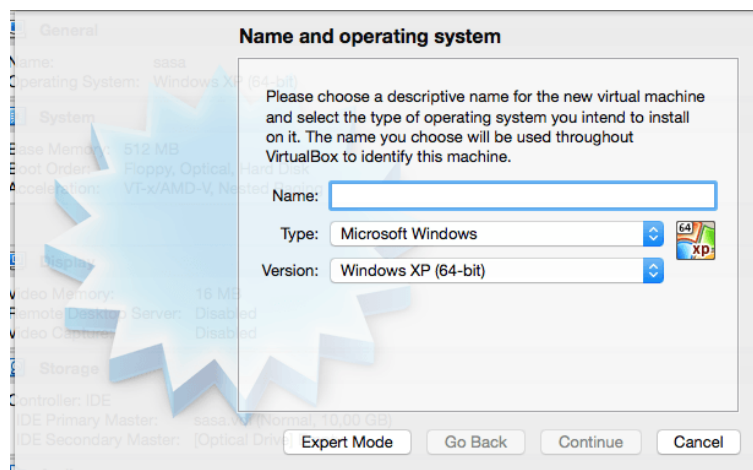 General
Name: sasa
Operating System: Windows XP (64-bit)
System
Base Memory: 512 MB
Boot Order: Floppy, Optical, Hard Disk
Acceleration: VT-x/AMD-V, Nested Paging
Display
Video Memory: 16 MB
Remote Desktop Server: Disabled
Video Capture: Disabled
Storage
Controller: IDE
IDE Primary Master: (Normal, 10,00 GB)
IDE Secondary Master: [Optical Drive]
Name and operating system
Please choose a descriptive name for the new virtual machine
and select the type of operating system you intend to install
on it. The name you choose will be used throughout
VirtualBox to identify this machine.
Name:
Type: Microsoft Windows
64
xp
Version: Windows XP (64-bit)
Expert Mode Go Back Continue Cancel